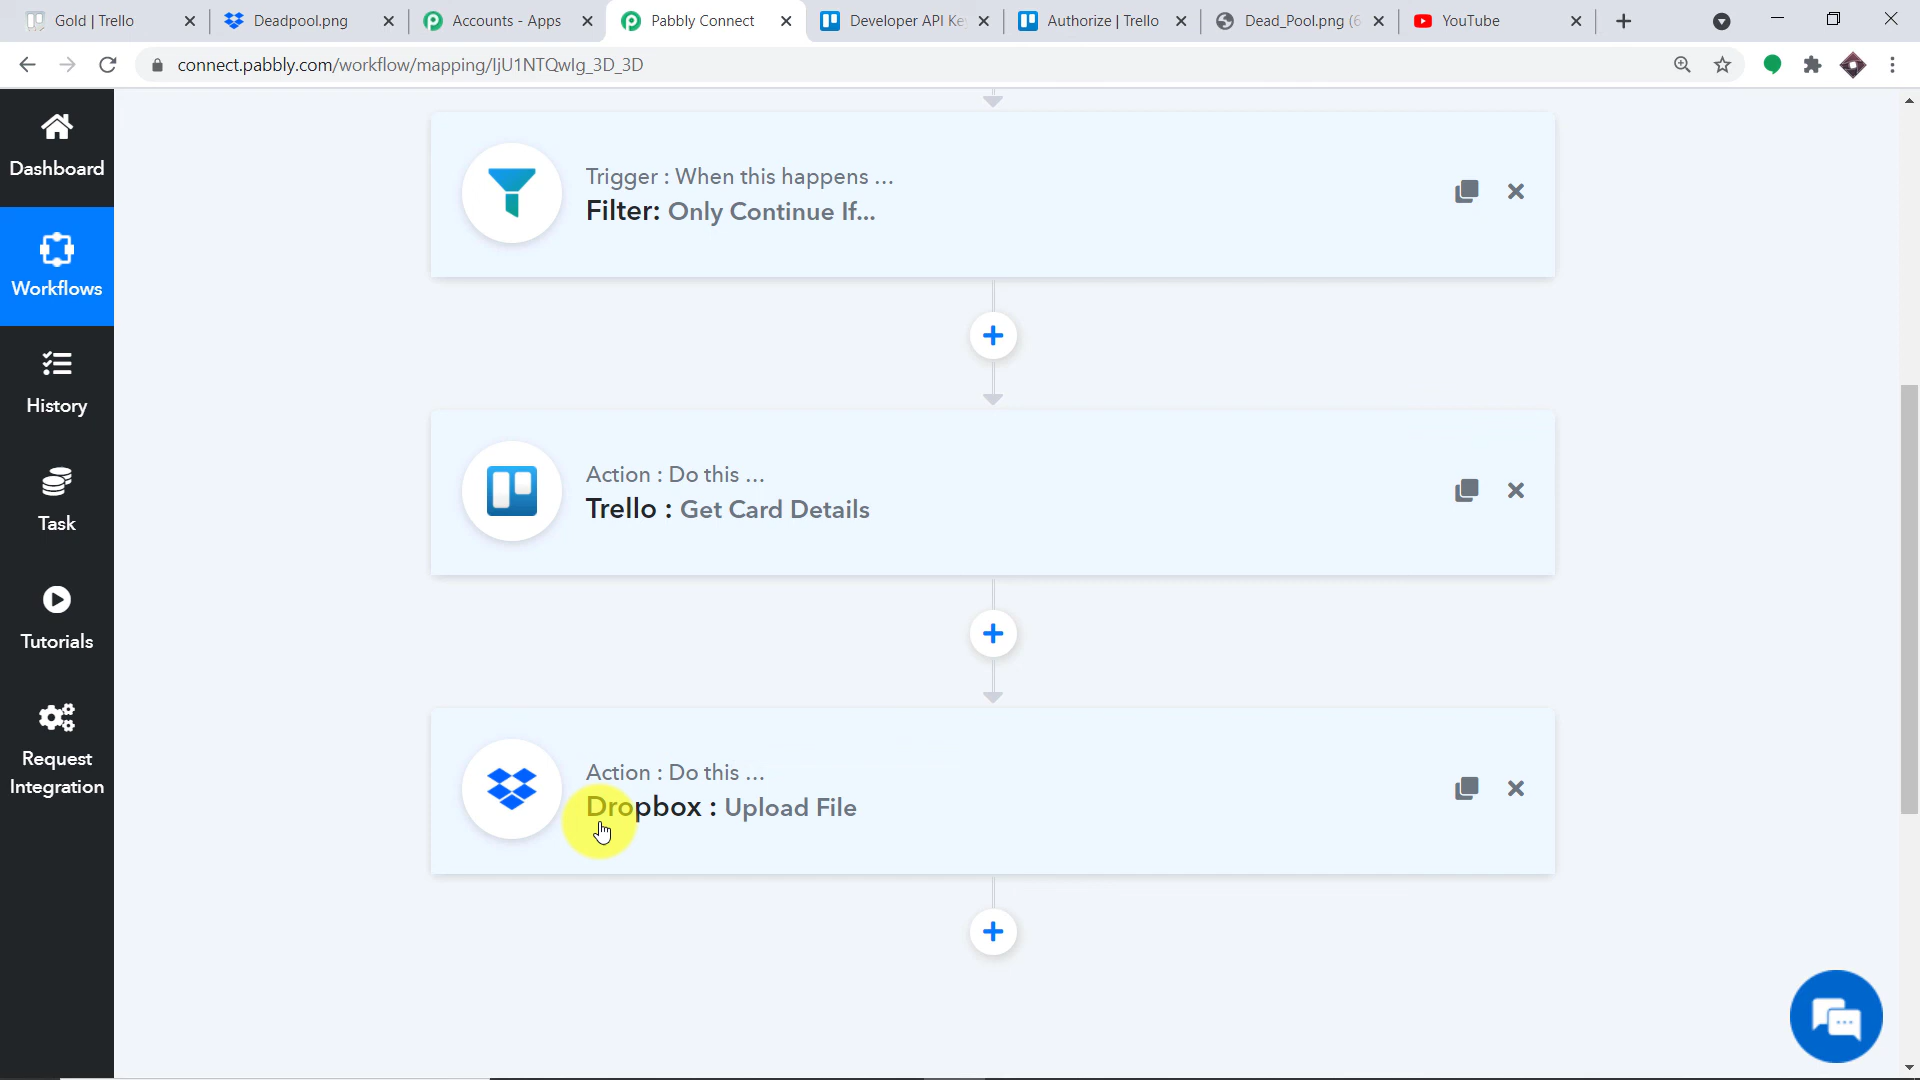 Gold | Trello
Deadpool.png
Accounts - Apps
Pabbly Connect
Developer API Ke
Authorize | Trello
Dead_Pool.png (6
YouTube
connect.pabbly.com/workflow/mapping/IjU1NTQwIg_3D_3D
Dashboard
Workflows
History
Task
Tutorials
Request
Integration
Trigger : When this happens ...
Filter: Only Continue If...
Action : Do this ...
Trello : Get Card Details
Action : Do this ...
Dropbox : Upload File